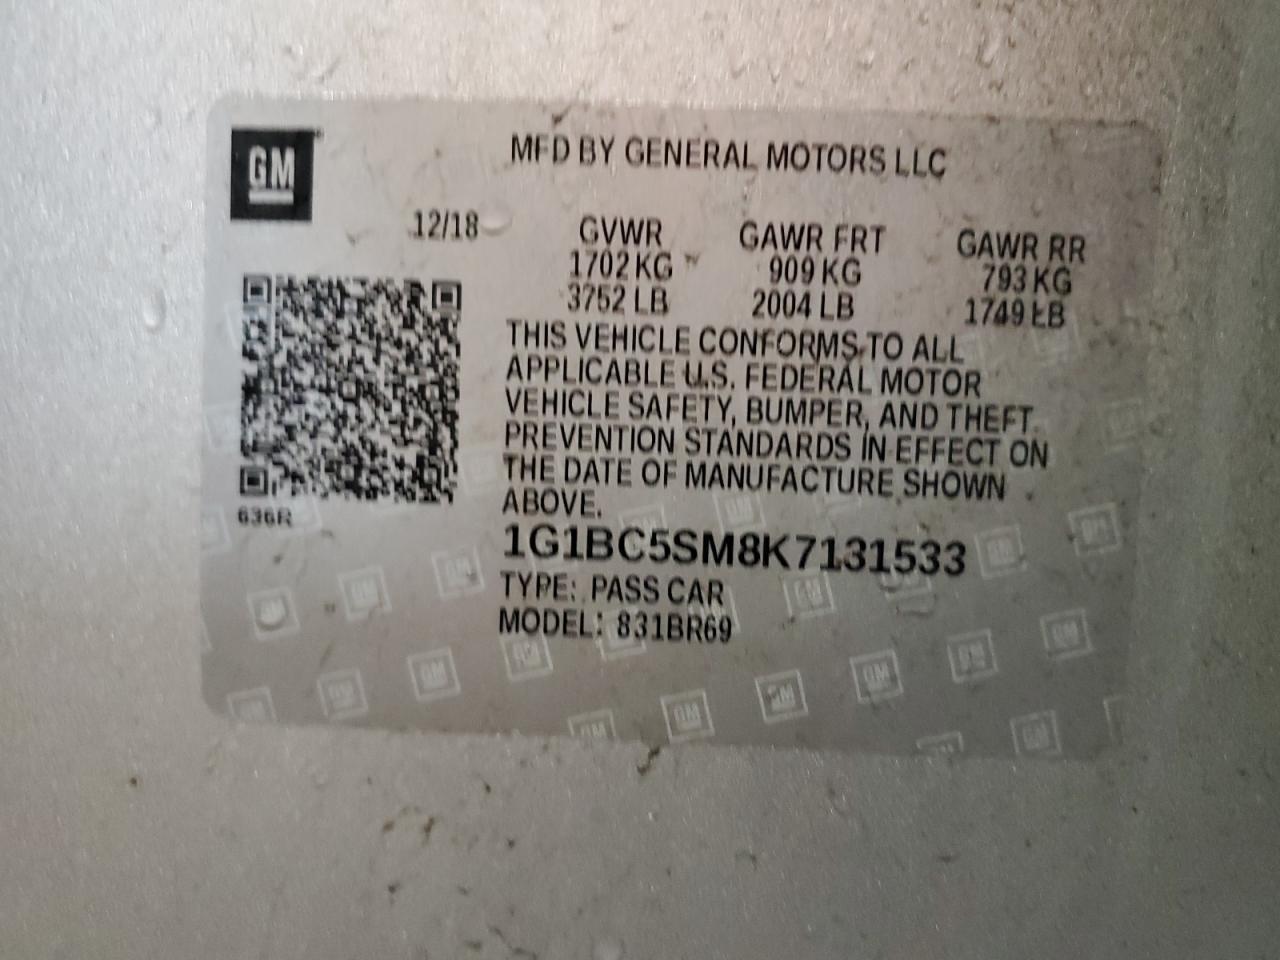 GM
MFD BY GENERAL MOTORS LLC
12/18
GVWR GAWR FRT GAWR RR
1702 KG 909 KG 793 KG
3752 LB 2004 LB 1749 LB
THIS VEHICLE CONFORMS TO ALL
APPLICABLE U.S. FEDERAL MOTOR
VEHICLE SAFETY, BUMPER, AND THEFT
PREVENTION STANDARDS IN EFFECT ON
THE DATE OF MANUFACTURE SHOWN
ABOVE.
636R
1G1BC5SM8K7131533
TYPE: PASS CAR
MODEL: 831BR69